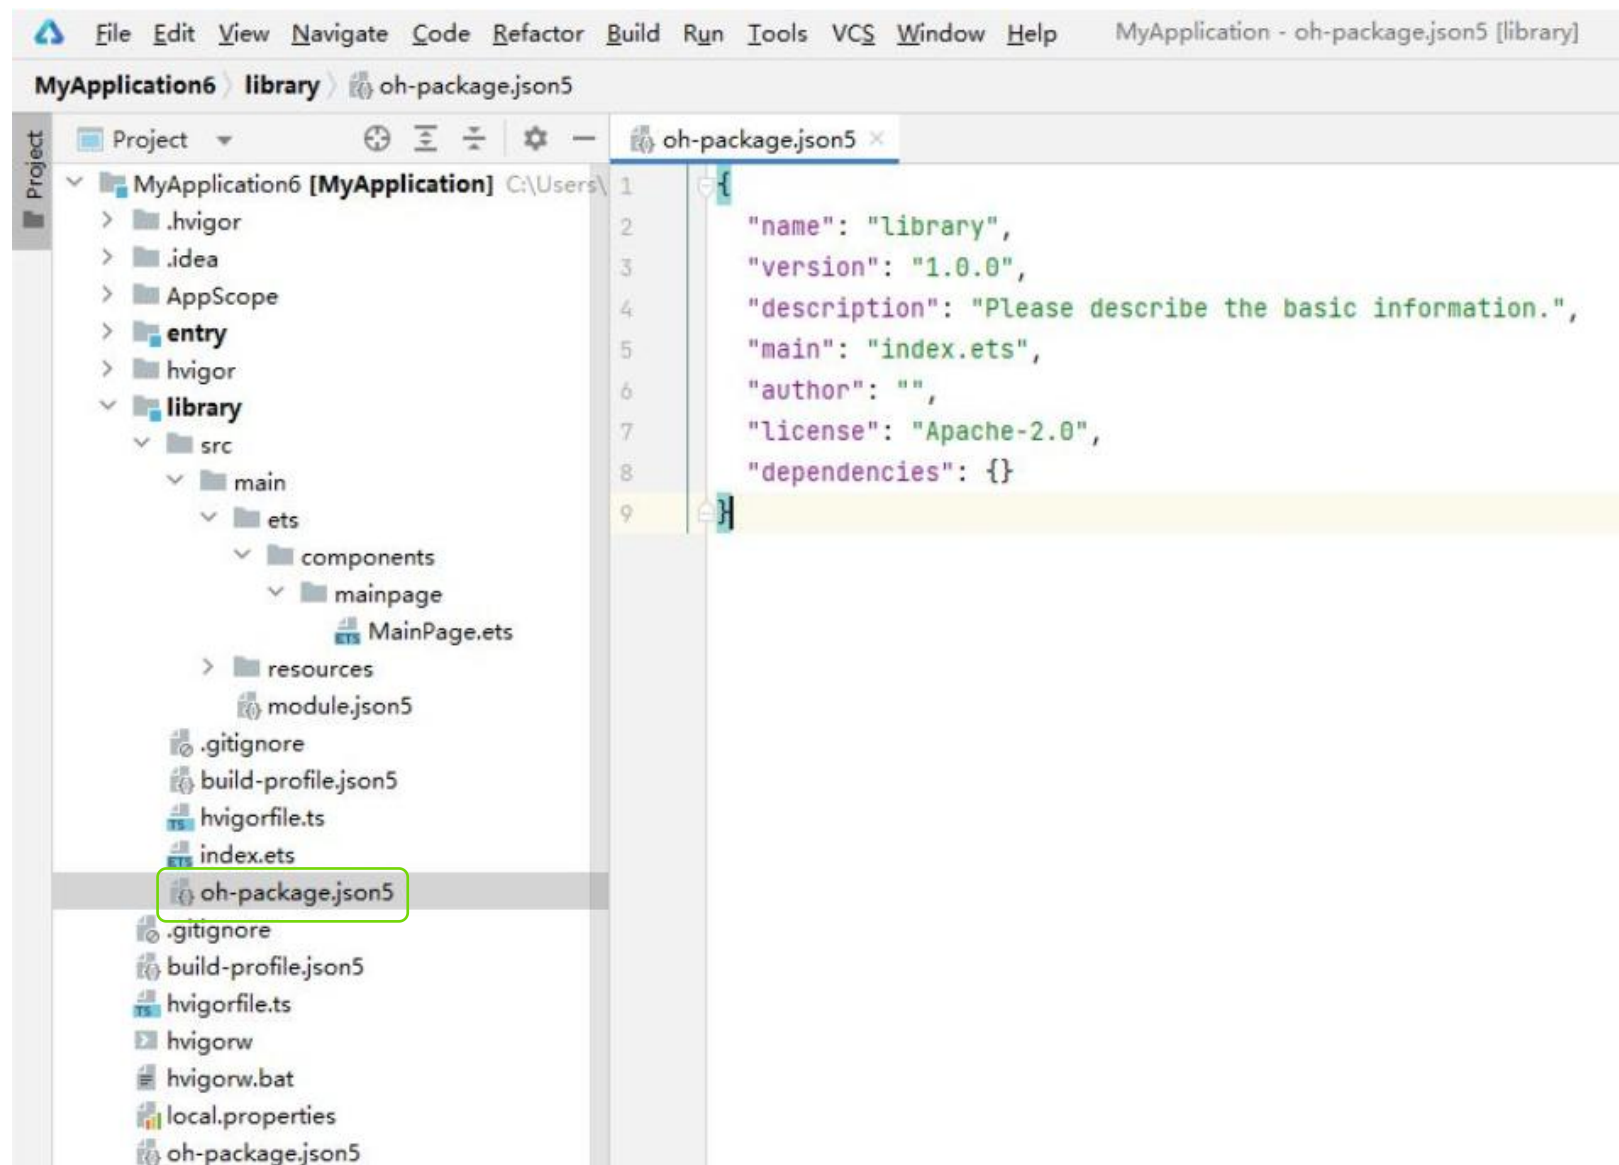 File Edit View Navigate Code Refactor Build Run Tools VCS Window Help MyApplication - oh-package.json5 [library]
MyApplication6 library oh-package.json5
Project
Project
oh-package.json5
MyApplication6 [MyApplication] C:\Users\
.hvigor
.idea
AppScope
entry
hvigor
library
src
main
ets
components
mainpage
MainPage.ets
resources
module.json5
.gitignore
build-profile.json5
hvigorfile.ts
index.ets
oh-package.json5
.gitignore
build-profile.json5
hvigorfile.ts
hvigorw
hvigorw.bat
local.properties
oh-package.json5
1 {
2 "name": "library",
3 "version": "1.0.0",
4 "description": "Please describe the basic information.",
5 "main": "index.ets",
6 "author": "",
7 "license": "Apache-2.0",
8 "dependencies": {}
9 }